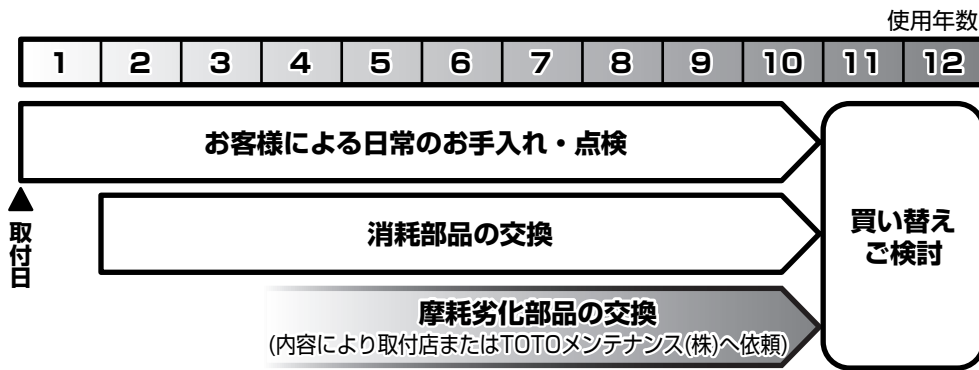 使用年数
1 2 3 4 5 6 7 8 9 10 11 12
お客様による日常のお手入れ・点検
取付日
消耗部品の交換
買い替え
ご検討
摩耗劣化部品の交換
(内容により取付店またはTOTOメンテナンス(株)へ依頼)